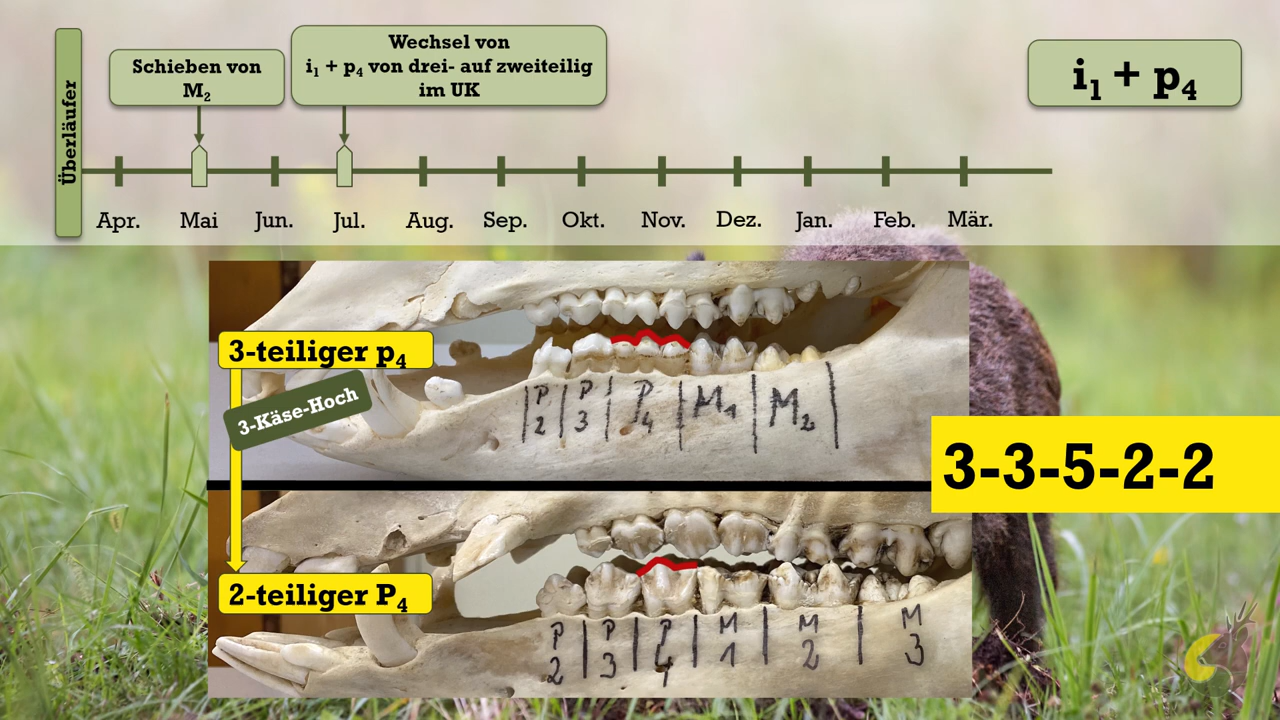 Überläufer
Schieben von
M₂
Wechsel von
i₁ + p₄ von drei- auf zweiteilig
im UK
i₁ + p₄
Apr. Mai Jun. Jul. Aug. Sep. Okt. Nov. Dez. Jan. Feb. Mär.
3-teiliger p₄
3-Käse-Hoch
P P P M₁ M₂
2 3 4
3-3-5-2-2
2-teiliger P₄
P P P M M M
2 3 4 1 2 3